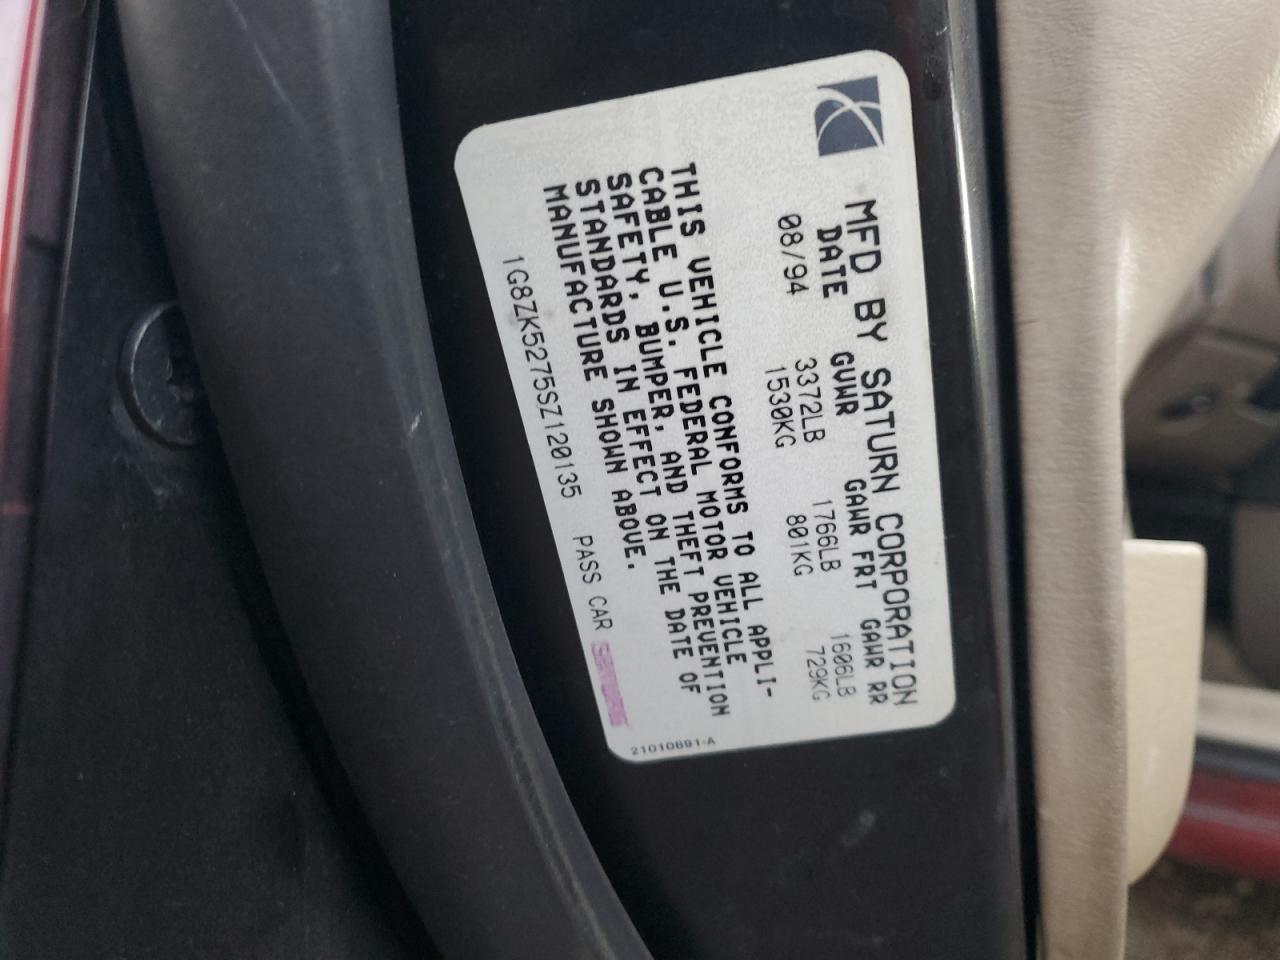 MFD BY SATURN CORPORATION
DATE GVWR GAWR FRT GAWR RR
08/94 3372LB 1766LB 1606LB
1530KG 801KG 729KG
THIS VEHICLE CONFORMS TO ALL APPLI-
CABLE U.S. FEDERAL MOTOR VEHICLE
SAFETY, BUMPER, AND THEFT PREVENTION
STANDARDS IN EFFECT ON THE DATE OF
MANUFACTURE SHOWN ABOVE.
1G8ZK5275SZ120135 PASS CAR
21010691-A